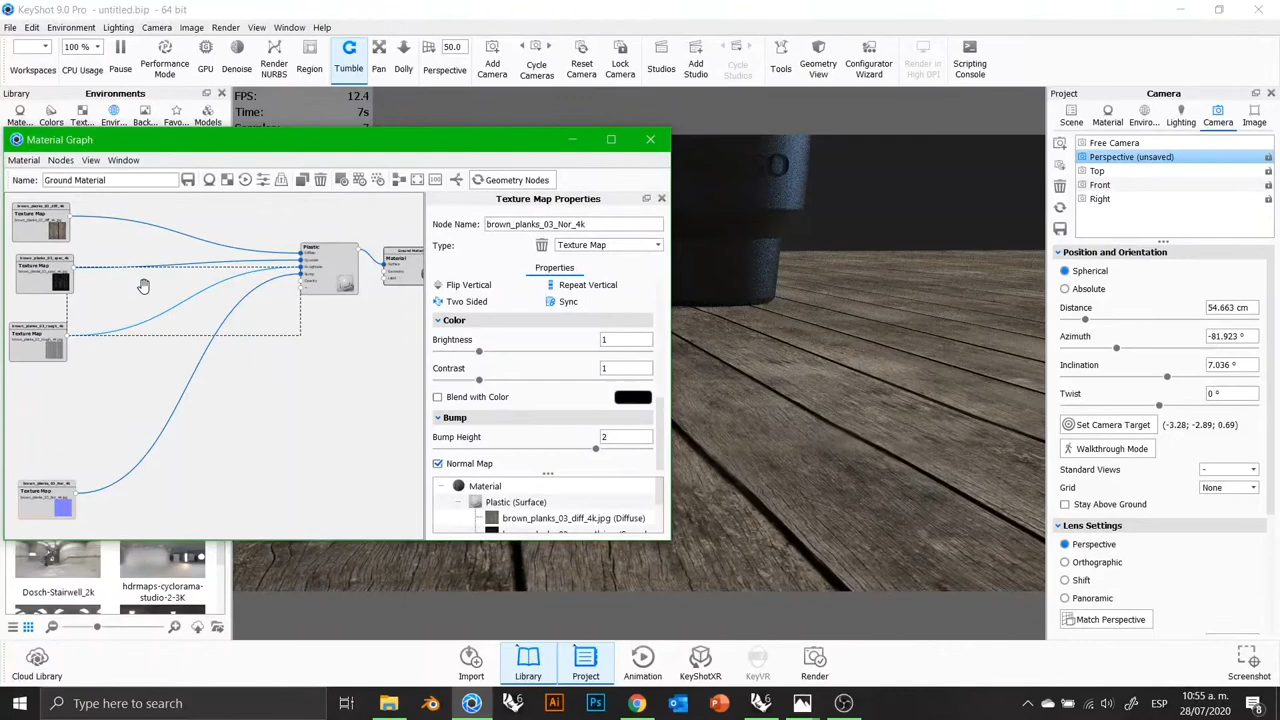 KeyShot 9.0 Pro - untitled.bip - 64 bit
File Edit Environment Lighting Camera Image Render View Window Help
100 % 50.0
Workspaces CPU Usage Pause Performance Mode GPU Denoise Render NURBS Region Tumble Pan Dolly Perspective Add Camera Cycle Cameras Reset Camera Lock Camera Studios Add Studio Cycle Studios Tools Geometry View Configurator Wizard Render in High DPI Scripting Console
Library Environments
Mate... Colors Text... Envir... Back... Favo... Models
FPS: 12.4
Time: 7s
Project Camera
Scene Material Enviro... Lighting Camera Image
Free Camera
Perspective (unsaved)
Top
Front
Right
Position and Orientation
Spherical
Absolute
Distance 54.663 cm
Azimuth -81.923 °
Inclination 7.036 °
Twist 0 °
Set Camera Target (-3.28; -2.89; 0.69)
Walkthrough Mode
Standard Views -
Grid None
Stay Above Ground
Lens Settings
Perspective
Orthographic
Shift
Panoramic
Match Perspective
Material Graph
Material Nodes View Window
Name: Ground Material
Geometry Nodes
brown_planks_03_diff_4k
Texture Map
brown_planks_03_spec_4k
Texture Map
brown_planks_03_rough_4k
Texture Map
brown_planks_03_Nor_4k
Texture Map
Plastic
Diffuse
Specular
Roughness
Bump
Opacity
Material
Texture Map Properties
Node Name: brown_planks_03_Nor_4k
Type: Texture Map
Properties
Flip Vertical Repeat Vertical
Two Sided Sync
Color
Brightness 1
Contrast 1
Blend with Color
Bump
Bump Height 2
Normal Map
Material
Plastic (Surface)
brown_planks_03_diff_4k.jpg (Diffuse)
Dosch-Stairwell_2k
hdrmaps-cyclorama-studio-2-3K
Cloud Library Import Library Project Animation KeyShotXR KeyVR Render Screenshot
Type here to search
ESP
10:55 a. m.
28/07/2020
8